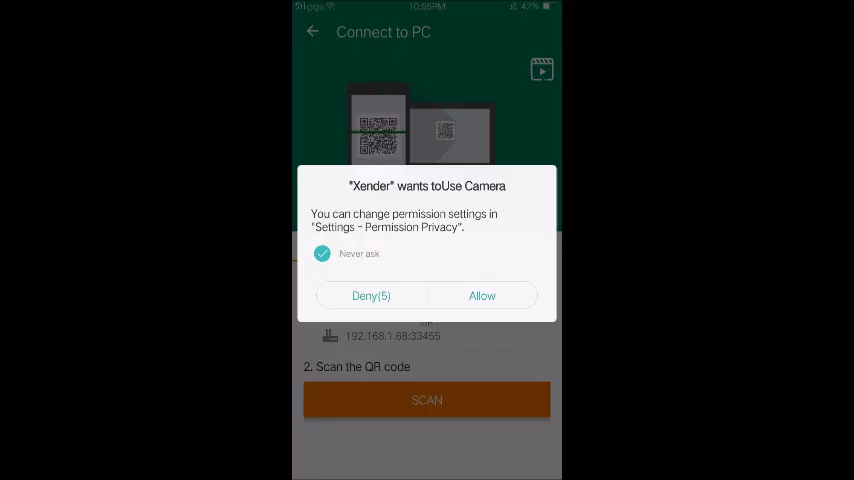 10:55PM
42%
Connect to PC
"Xender" wants toUse Camera
You can change permission settings in
"Settings - Permission Privacy".
Never ask
Deny(5)
Allow
OR
192.168.1.68:33455
2. Scan the QR code
SCAN